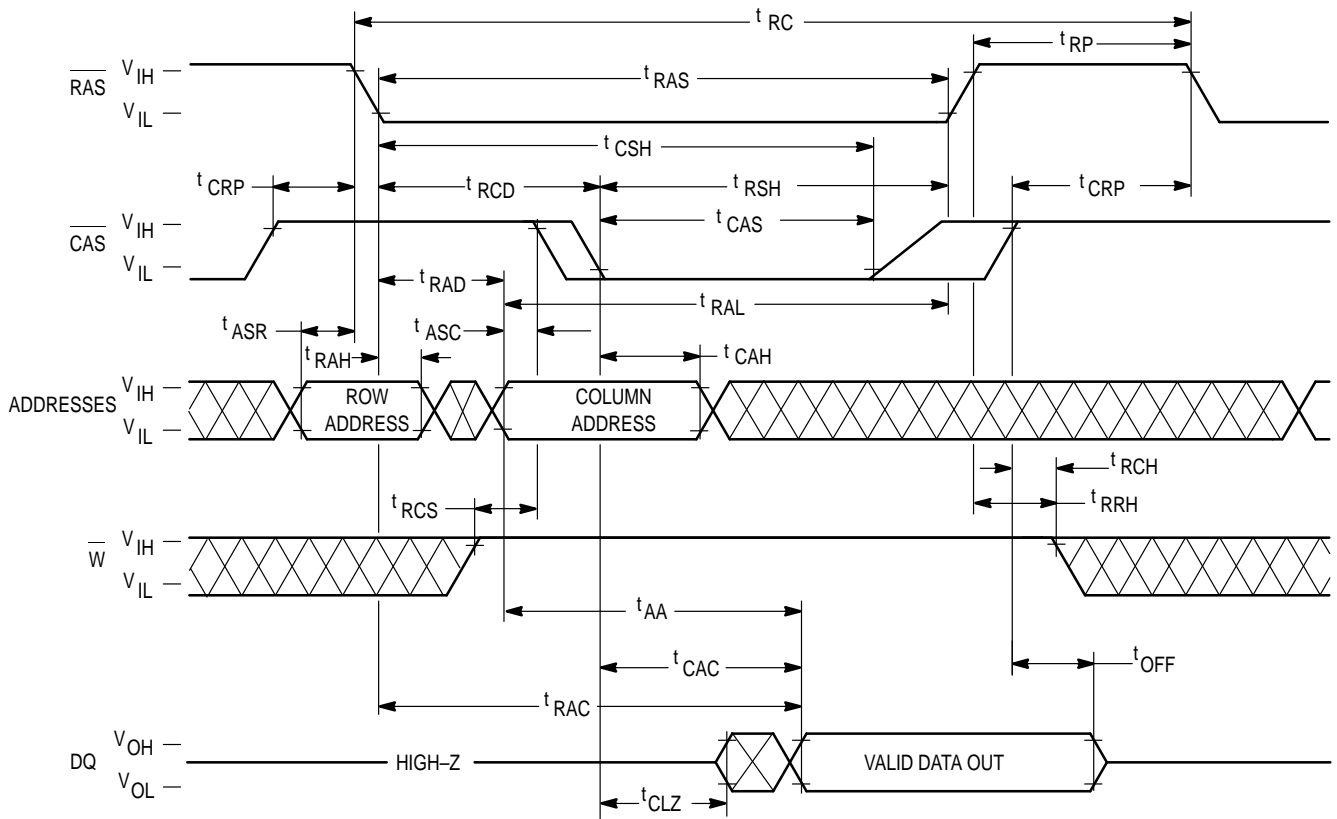 t RC
t RP
RAS V IH
V IL
t RAS
t CSH
t CRP
t RCD
t RSH
t CRP
CAS V IH
V IL
t CAS
t RAD
t RAL
t ASR
t ASC
t RAH
t CAH
ADDRESSES V IH
V IL
ROW
ADDRESS
COLUMN
ADDRESS
t RCH
t RCS
t RRH
W V IH
V IL
t AA
t CAC
t OFF
t RAC
DQ V OH
V OL
HIGH–Z
VALID DATA OUT
t CLZ